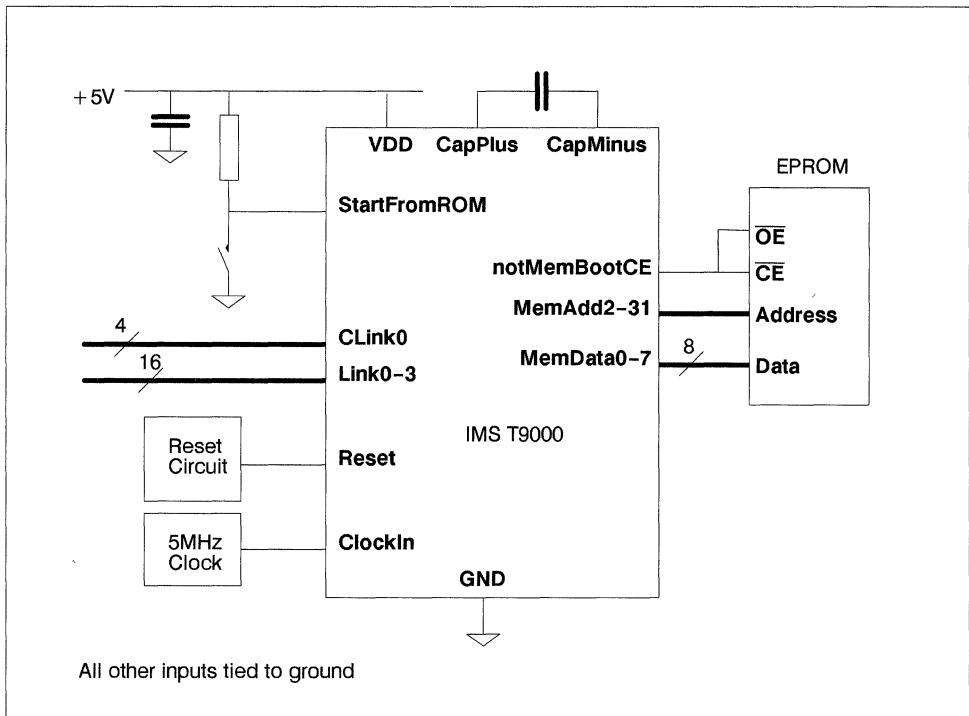 +5V
VDD CapPlus CapMinus
EPROM
StartFromROM
OE
notMemBootCE
CE
MemAdd2-31
Address
4
CLink0
MemData0-7
8
Data
16
Link0-3
IMS T9000
Reset
Circuit
Reset
5MHz
Clock
ClockIn
GND
All other inputs tied to ground